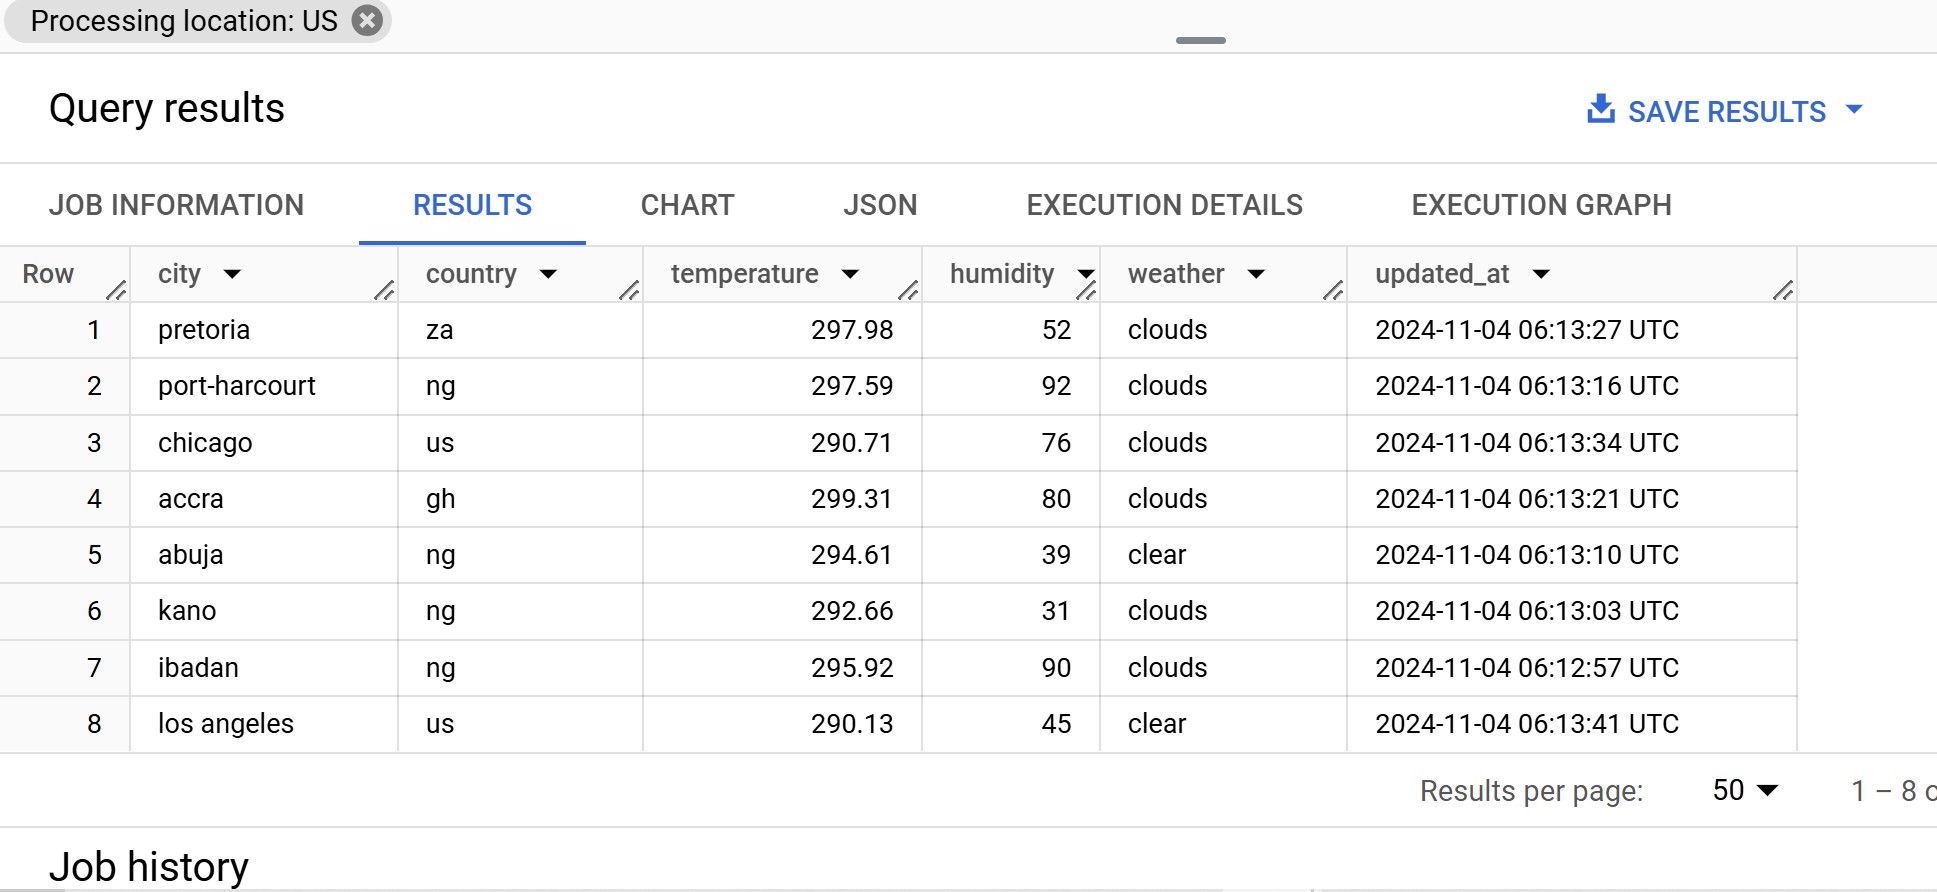 Processing location: US
Query results
SAVE RESULTS
JOB INFORMATION RESULTS CHART JSON EXECUTION DETAILS EXECUTION GRAPH
Row city country temperature humidity weather updated_at
1 pretoria za 297.98 52 clouds 2024-11-04 06:13:27 UTC
2 port-harcourt ng 297.59 92 clouds 2024-11-04 06:13:16 UTC
3 chicago us 290.71 76 clouds 2024-11-04 06:13:34 UTC
4 accra gh 299.31 80 clouds 2024-11-04 06:13:21 UTC
5 abuja ng 294.61 39 clear 2024-11-04 06:13:10 UTC
6 kano ng 292.66 31 clouds 2024-11-04 06:13:03 UTC
7 ibadan ng 295.92 90 clouds 2024-11-04 06:12:57 UTC
8 los angeles us 290.13 45 clear 2024-11-04 06:13:41 UTC
Results per page: 50 1 – 8
Job history